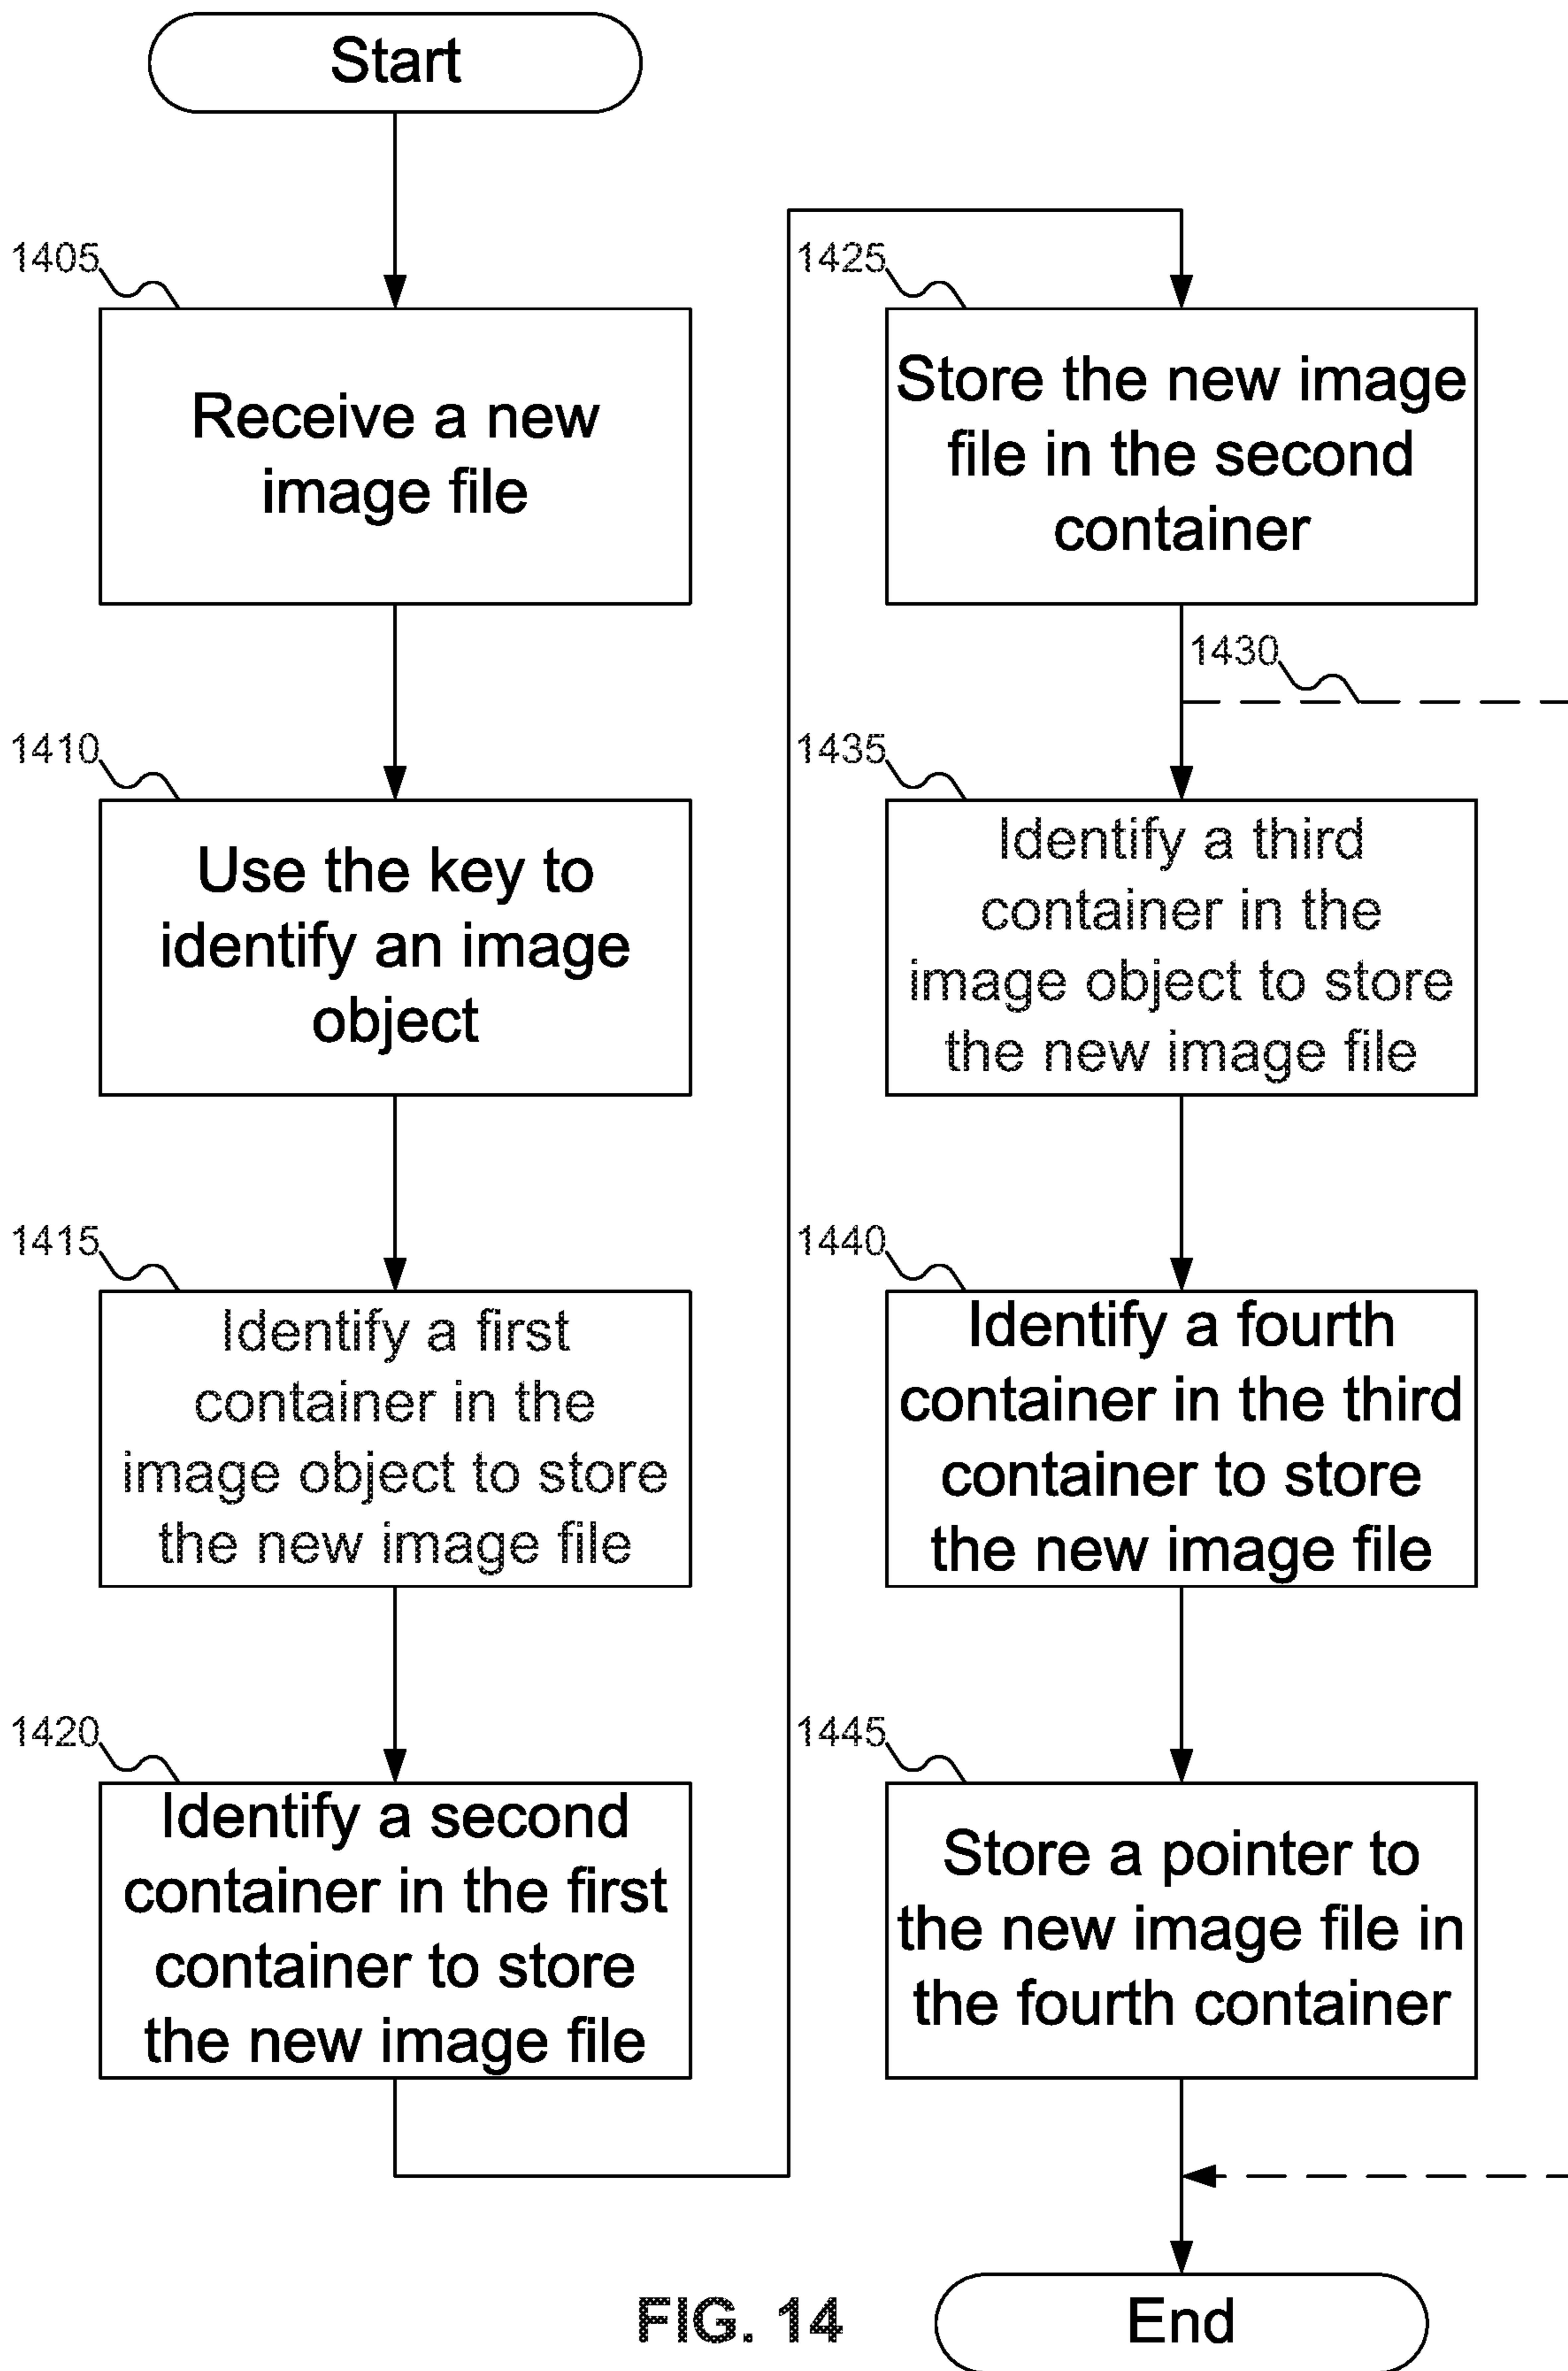 Start
1405
Receive a new
image file
1410
Use the key to
identify an image
object
1415
Identify a first
container in the
image object to store
the new image file
1420
Identify a second
container in the first
container to store
the new image file
1425
Store the new image
file in the second
container
1430
1435
Identify a third
container in the
image object to store
the new image file
1440
Identify a fourth
container in the third
container to store
the new image file
1445
Store a pointer to
the new image file in
the fourth container
End
FIG. 14